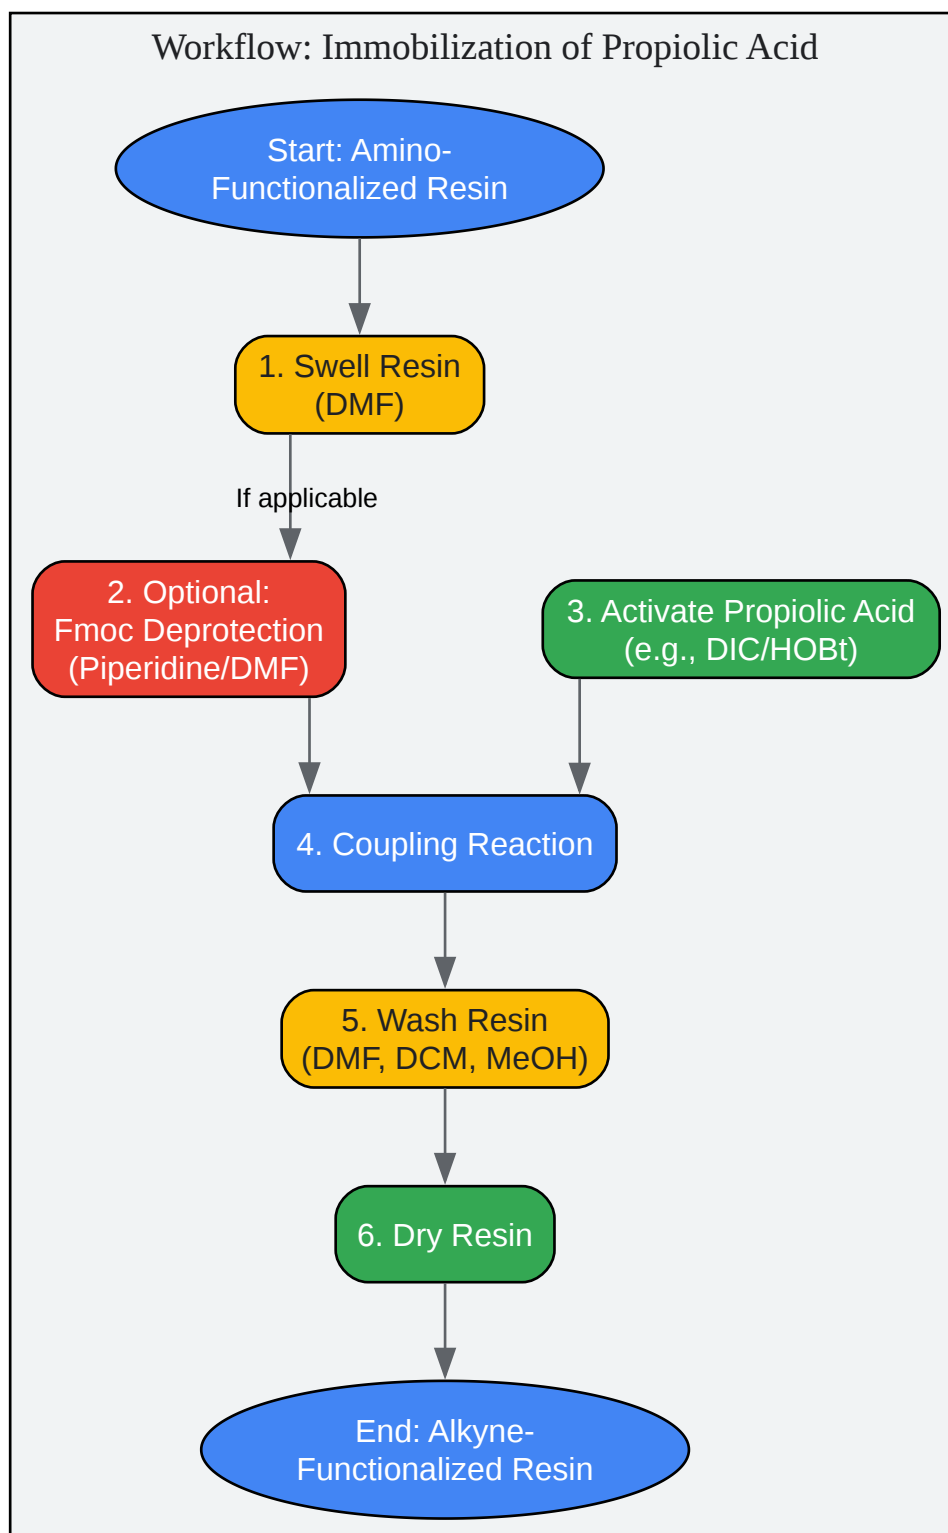 Workflow: Immobilization of Propiolic Acid
Start: Amino-
Functionalized Resin
1. Swell Resin
(DMF)
If applicable
2. Optional:
Fmoc Deprotection
(Piperidine/DMF)
3. Activate Propiolic Acid
(e.g., DIC/HOBt)
4. Coupling Reaction
5. Wash Resin
(DMF, DCM, MeOH)
6. Dry Resin
End: Alkyne-
Functionalized Resin